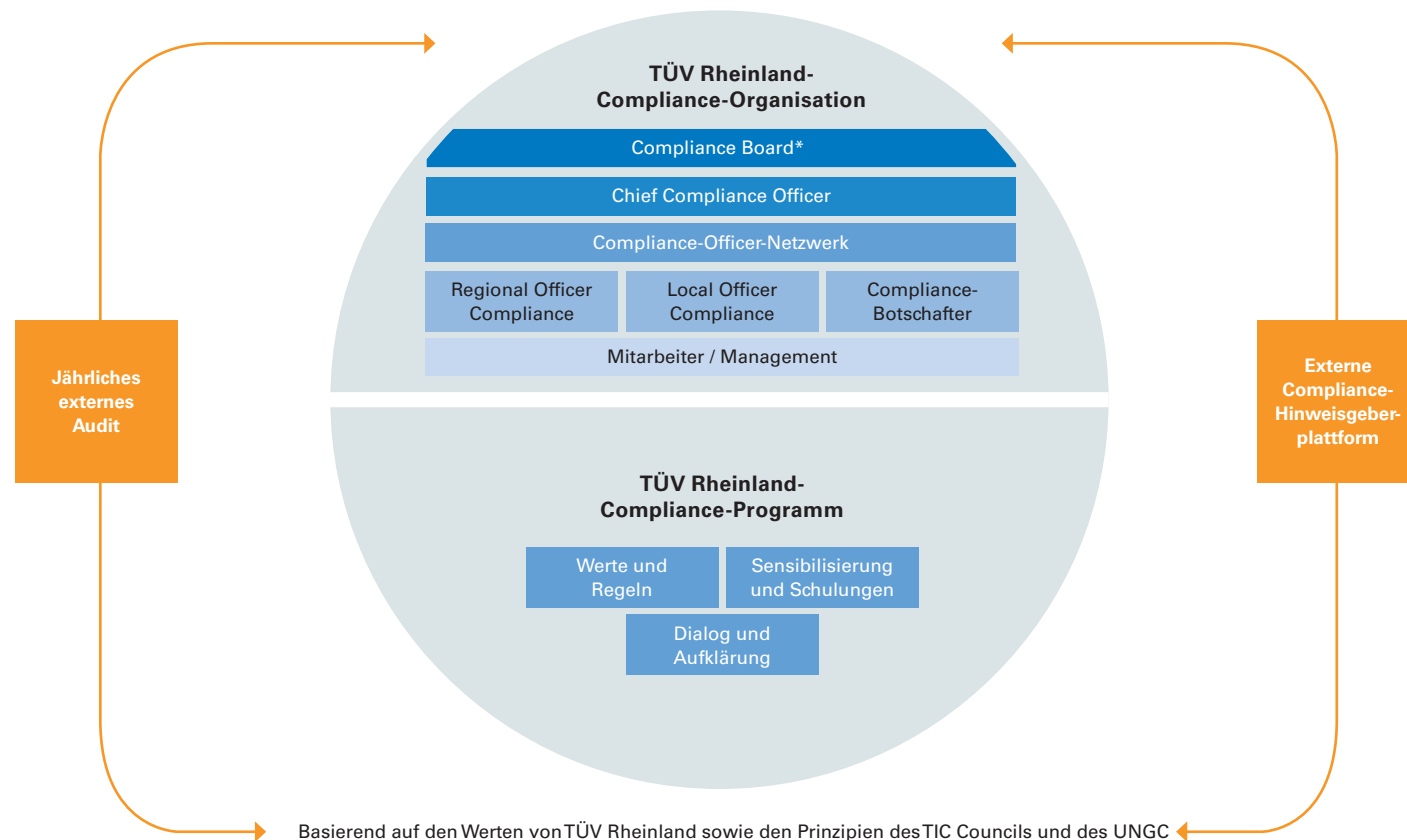 TÜV Rheinland-
Compliance-Organisation
Compliance Board*
Chief Compliance Officer
Compliance-Officer-Netzwerk
Regional Officer
Compliance
Local Officer
Compliance
Compliance-
Botschafter
Mitarbeiter / Management
Jährliches
externes
Audit
Externe
Compliance-
Hinweisgeber-
plattform
TÜV Rheinland-
Compliance-Programm
Werte und
Regeln
Sensibilisierung
und Schulungen
Dialog und
Aufklärung
Basierend auf den Werten von TÜV Rheinland sowie den Prinzipien des TIC Councils und des UNGC